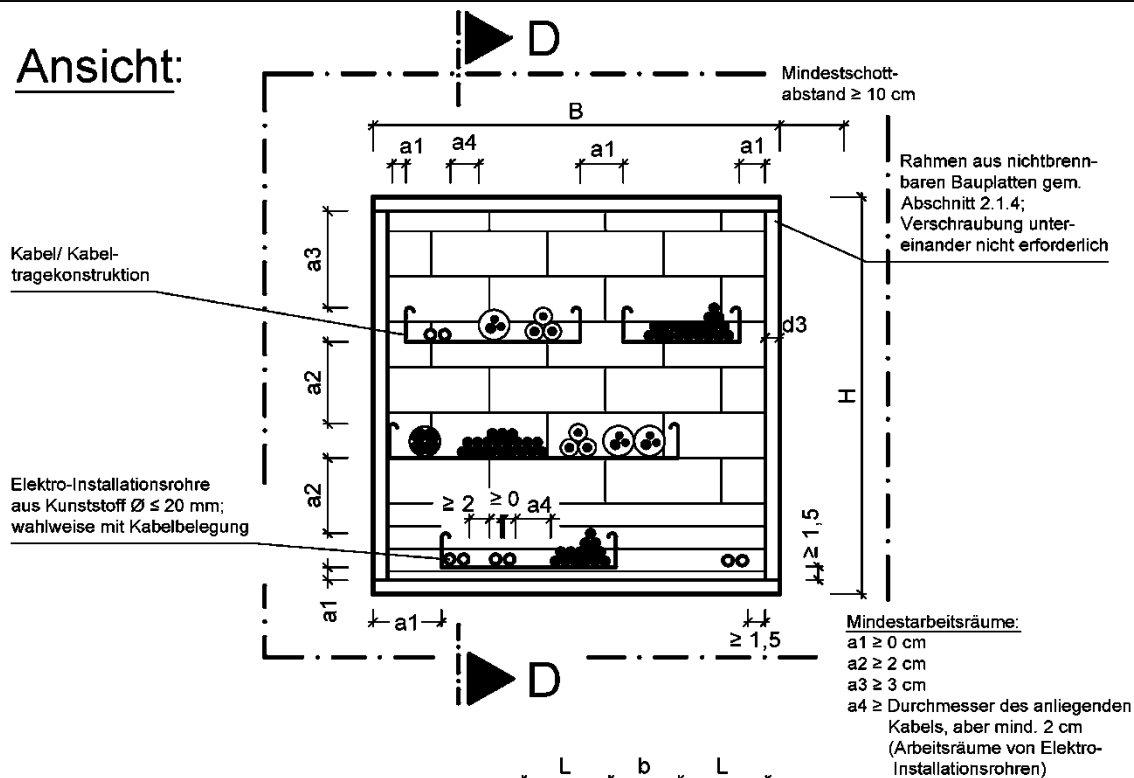 Ansicht:
D
Mindestschott-
abstand ≥ 10 cm
B
a1
a4
a1
a1
Rahmen aus nichtbrenn-
baren Bauplatten gem.
Abschnitt 2.1.4;
Verschraubung unter-
einander nicht erforderlich
Kabel/ Kabel-
tragekonstruktion
a3
d3
a2
H
Elektro-Installationsrohre
aus Kunststoff Ø ≤ 20 mm;
wahlweise mit Kabelbelegung
a2
≥ 2
≥ 0
a4
≥ 1,5
a1
a1
≥ 1,5
D
Mindestarbeitsräume:
a1 ≥ 0 cm
a2 ≥ 2 cm
a3 ≥ 3 cm
a4 ≥ Durchmesser des anliegenden
Kabels, aber mind. 2 cm
(Arbeitsräume von Elektro-
Installationsrohren)
L b L